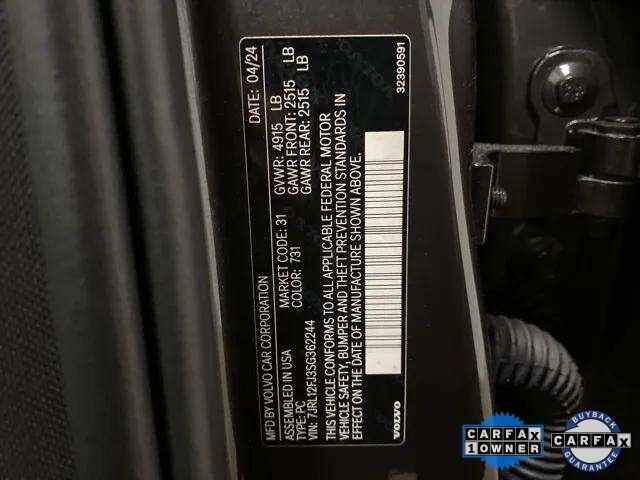 MFD BY VOLVO CAR CORPORATION DATE: 04/24
ASSEMBLED IN USA MARKET CODE: 31 GVWR: 4915 LB
TYPE: PC COLOR: 731 GAWR FRONT: 2515 LB
VIN: 7JRL12FU3SG362244 GAWR REAR: 2515 LB
THIS VEHICLE CONFORMS TO ALL APPLICABLE FEDERAL MOTOR
VEHICLE SAFETY, BUMPER AND THEFT PREVENTION STANDARDS IN
EFFECT ON THE DATE OF MANUFACTURE SHOWN ABOVE.
VOLVO 32390591
CARFAX
1 OWNER
BUYBACK
CARFAX
GUARANTEE